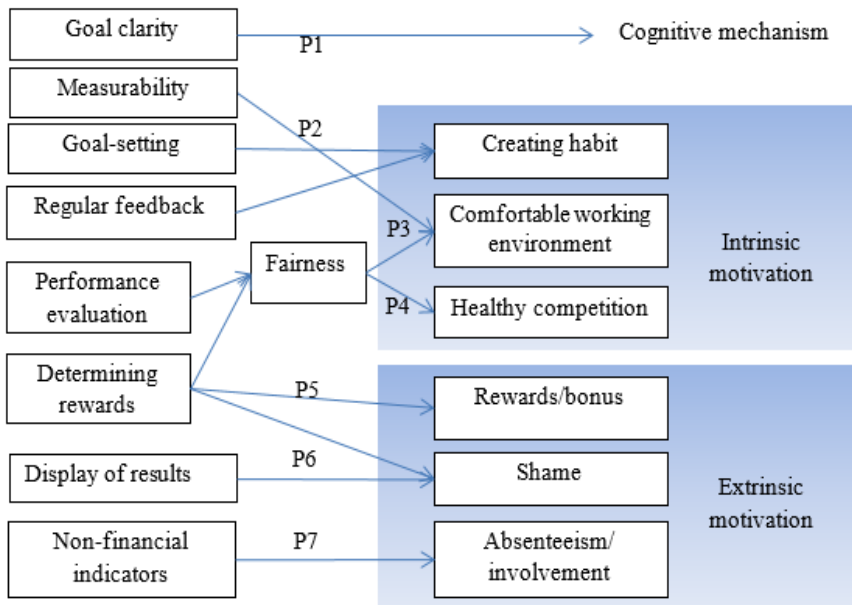 Goal clarity
P1
Cognitive mechanism
Measurability
P2
Goal-setting
Creating habit
Regular feedback
P3
Comfortable working
environment
Intrinsic
motivation
Fairness
Performance
evaluation
P4
Healthy competition
Determining
rewards
P5
Rewards/bonus
Display of results
P6
Shame
Extrinsic
motivation
Non-financial
indicators
P7
Absenteeism/
involvement